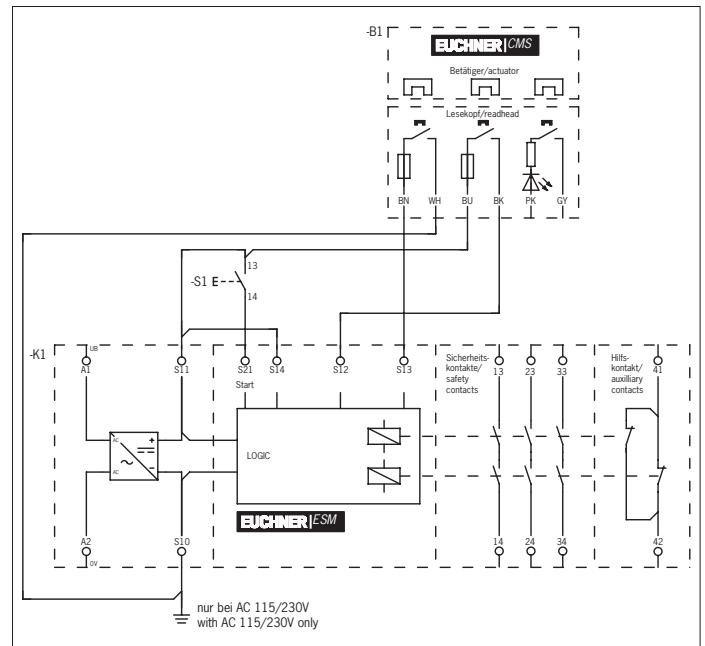 -B1
EUCHNER CMS
Betätiger/actuator
Lesekopf/readhead
BN WH BU BK PK GY
13
-S1 E
14
-K1
UB
A1 S11 S21 S14 S12 S13
Sicherheits-
kontakte/
safety
contacts
13 23 33
Hilfs-
kontakt/
auxilliary
contacts
41
Start
AC
AC
LOGIC
EUCHNER ESM
A2 S10 14 24 34 42
0V
nur bei AC 115/230V
with AC 115/230V only